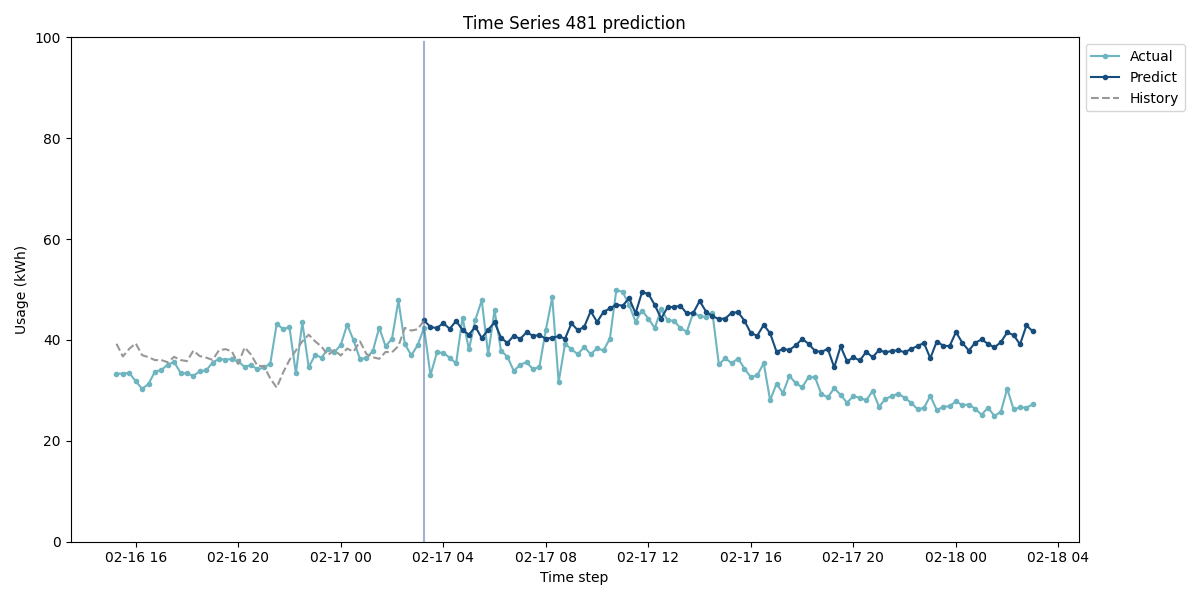 Time Series 481 prediction
Usage (kWh)
100
80
60
40
20
0
02-16 16
02-16 20
02-17 00
02-17 04
02-17 08
02-17 12
02-17 16
02-17 20
02-18 00
02-18 04
Time step
Actual
Predict
History